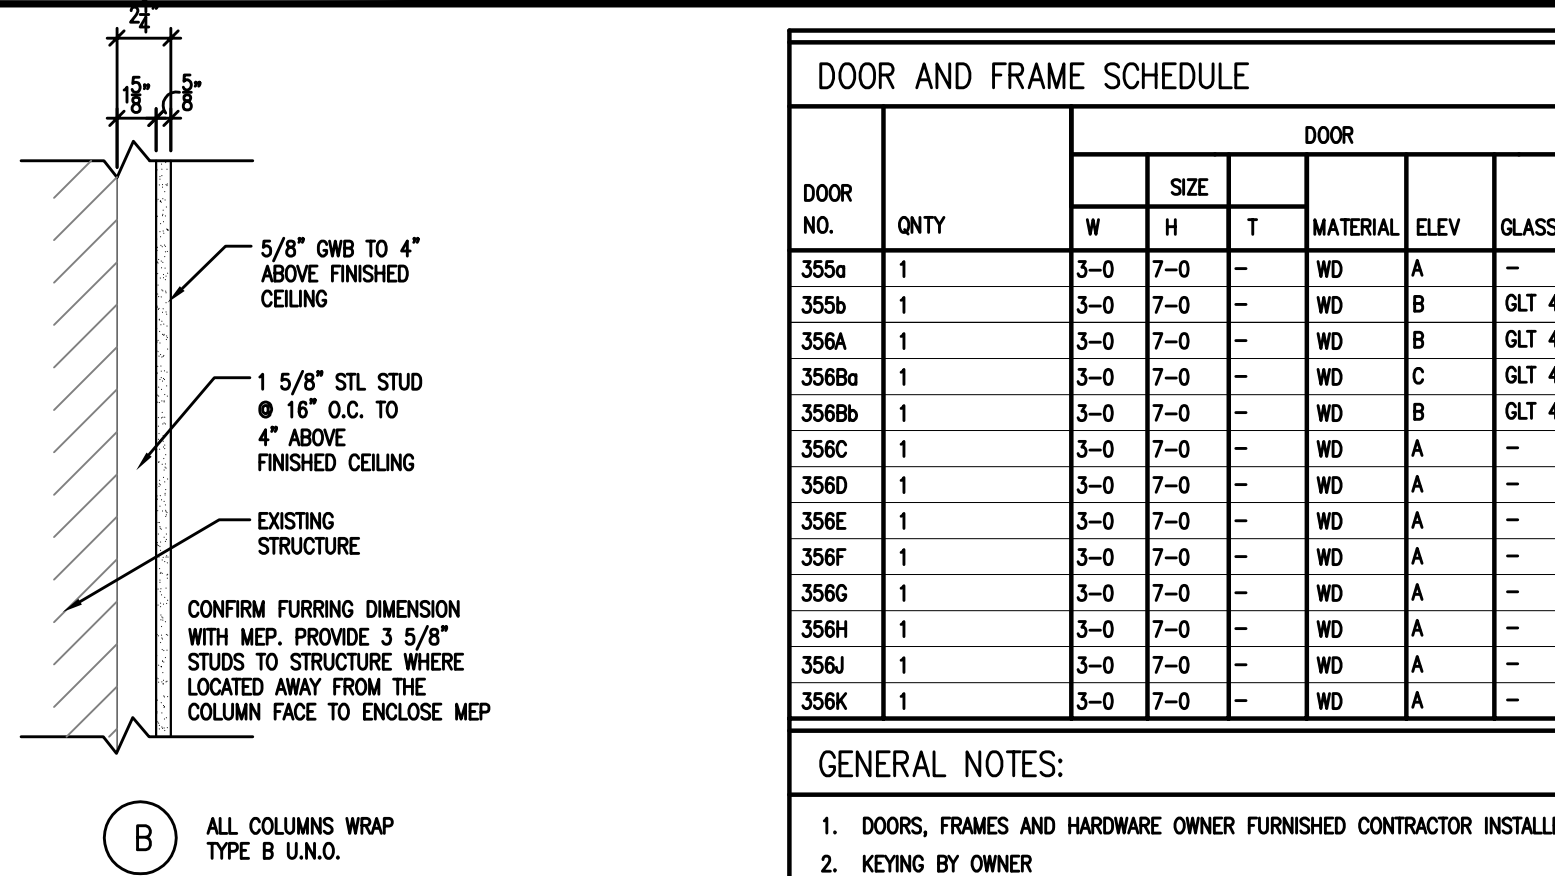 2 1/4"
1 5/8" 5/8"
5/8" GWB TO 4"
ABOVE FINISHED
CEILING
1 5/8" STL STUD
@ 16" O.C. TO
4" ABOVE
FINISHED CEILING
EXISTING
STRUCTURE
CONFIRM FURRING DIMENSION
WITH MEP. PROVIDE 3 5/8"
STUDS TO STRUCTURE WHERE
LOCATED AWAY FROM THE
COLUMN FACE TO ENCLOSE MEP
B
ALL COLUMNS WRAP
TYPE B U.N.O.
DOOR AND FRAME SCHEDULE
DOOR
SIZE
DOOR
NO. QNTY W H T MATERIAL ELEV GLASS
355a 1 3-0 7-0 - WD A -
355b 1 3-0 7-0 - WD B GLT 4
356A 1 3-0 7-0 - WD B GLT 4
356Ba 1 3-0 7-0 - WD C GLT 4
356Bb 1 3-0 7-0 - WD B GLT 4
356C 1 3-0 7-0 - WD A -
356D 1 3-0 7-0 - WD A -
356E 1 3-0 7-0 - WD A -
356F 1 3-0 7-0 - WD A -
356G 1 3-0 7-0 - WD A -
356H 1 3-0 7-0 - WD A -
356J 1 3-0 7-0 - WD A -
356K 1 3-0 7-0 - WD A -
GENERAL NOTES:
1. DOORS, FRAMES AND HARDWARE OWNER FURNISHED CONTRACTOR
2. KEYING BY OWNER